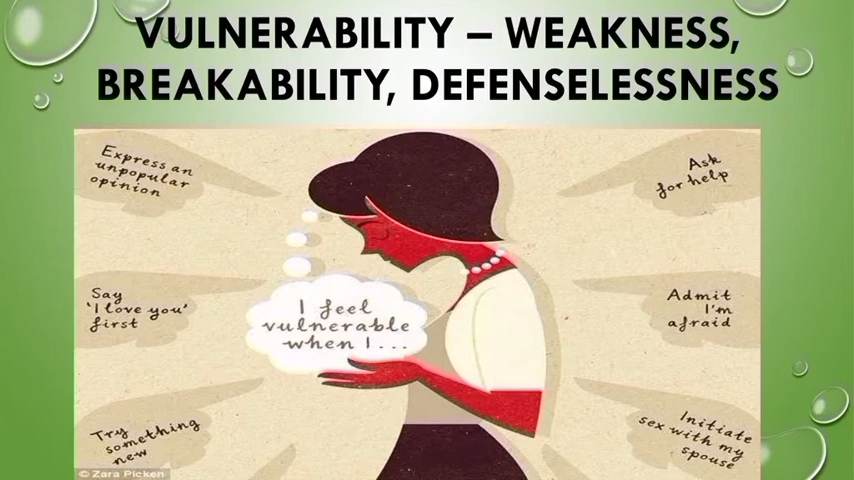 VULNERABILITY – WEAKNESS,
BREAKABILITY, DEFENSELESSNESS
Express an
unpopular
opinion
Ask
for help
Say
'I love you'
first
I feel
vulnerable
when I...
Admit
I'm
afraid
Try
something
new
Initiate
sex with my
spouse
© Zara Picken